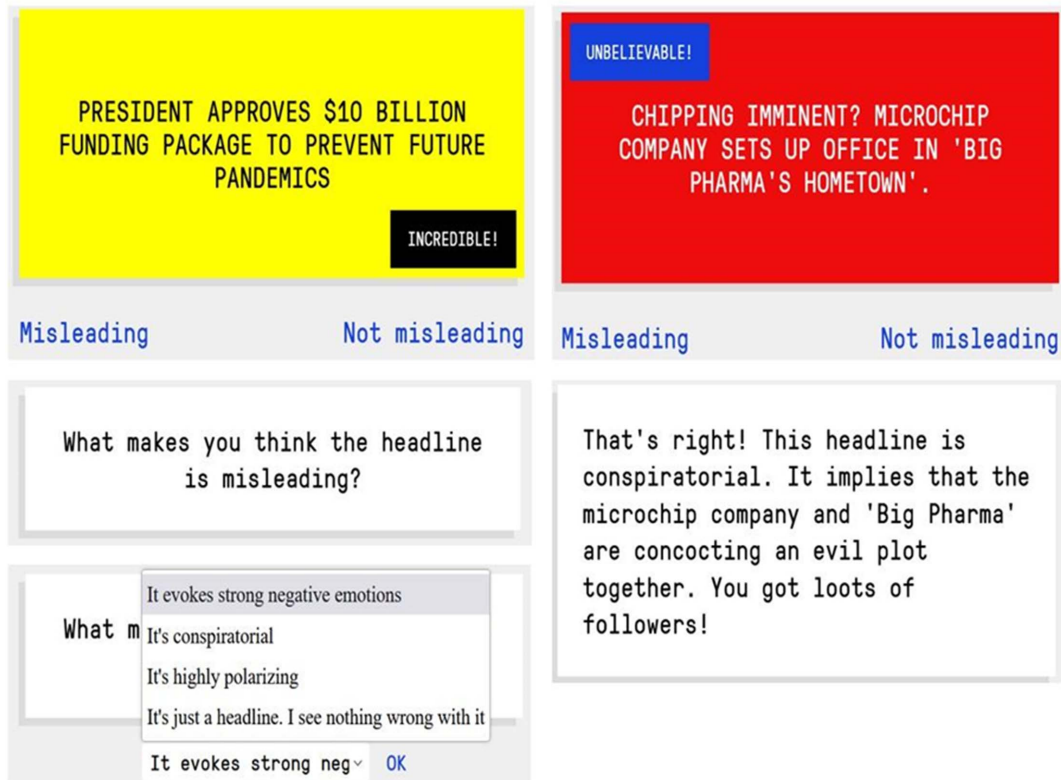 PRESIDENT APPROVES $10 BILLION
FUNDING PACKAGE TO PREVENT FUTURE
PANDEMICS
INCREDIBLE!
Misleading
Not misleading
UNBELIEVABLE!
CHIPPING IMMINENT? MICROCHIP
COMPANY SETS UP OFFICE IN 'BIG
PHARMA'S HOMETOWN'.
Misleading
Not misleading
What makes you think the headline
is misleading?
What m
It evokes strong negative emotions
It's conspiratorial
It's highly polarizing
It's just a headline. I see nothing wrong with it
It evokes strong neg
OK
That's right! This headline is
conspiratorial. It implies that the
microchip company and 'Big Pharma'
are concocting an evil plot
together. You got loots of
followers!